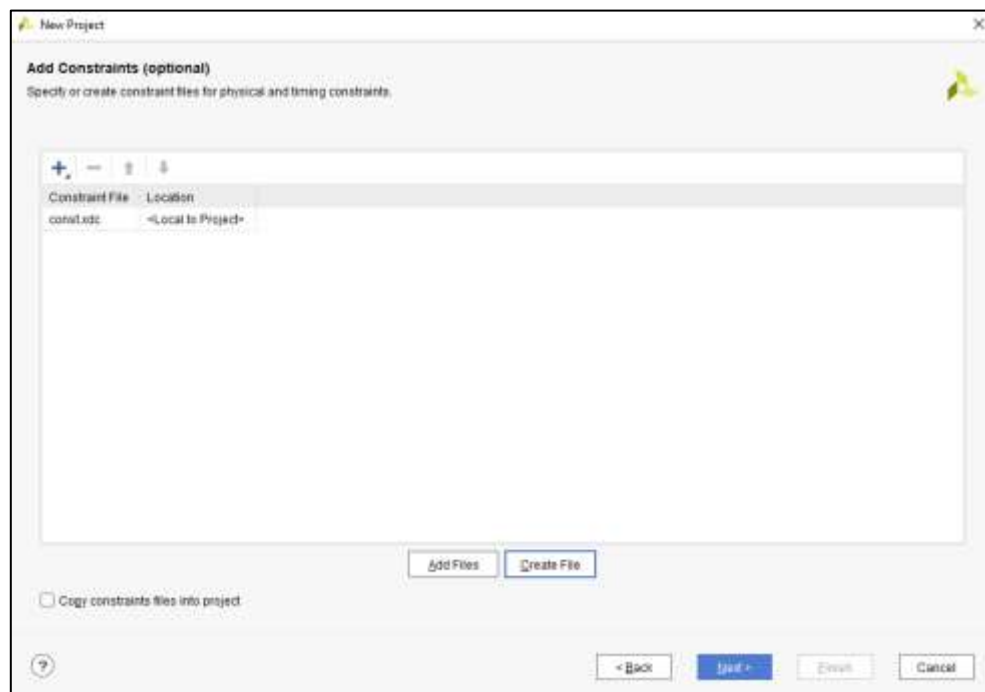 New Project
Add Constraints (optional)
Specify or create constraint files for physical and timing constraints.
Constraint File Location
const.xdc <Local to Project>
Add Files Create File
Copy constraints files into project
? < Back Next > Finish Cancel